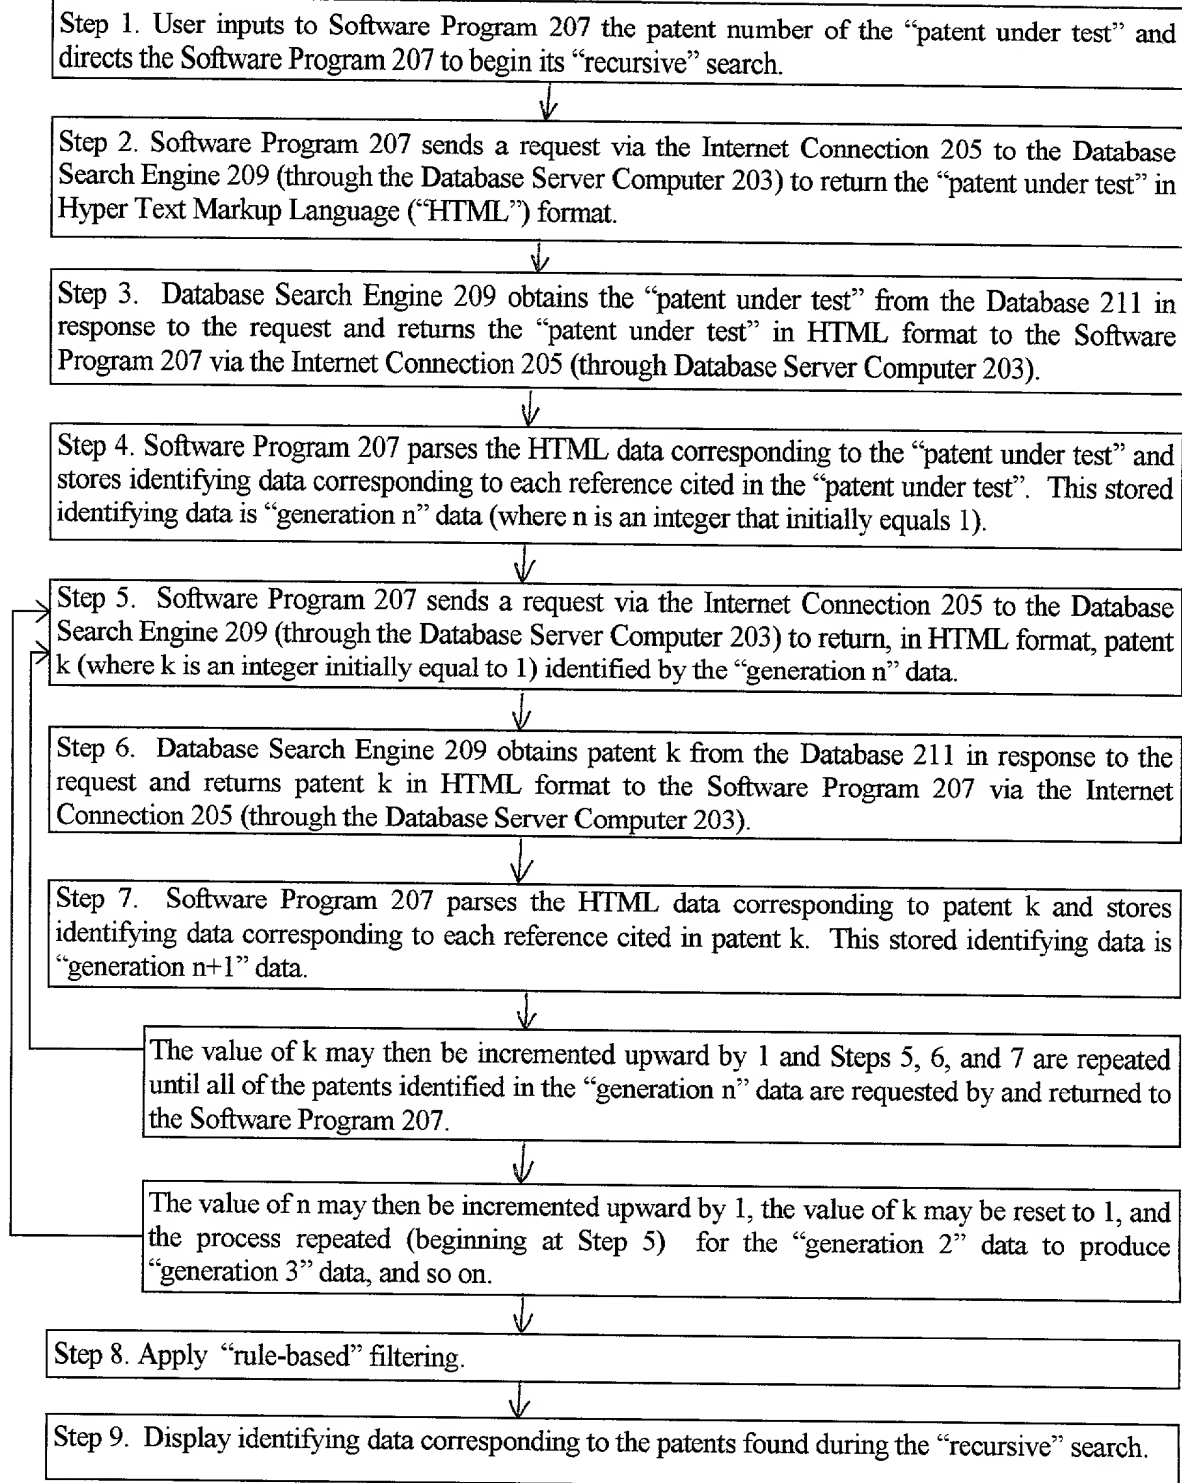 Step 1. User inputs to Software Program 207 the patent number of the “patent under test” and
directs the Software Program 207 to begin its “recursive” search.
Step 2. Software Program 207 sends a request via the Internet Connection 205 to the Database
Search Engine 209 (through the Database Server Computer 203) to return the “patent under test” in
Hyper Text Markup Language (“HTML”) format.
Step 3. Database Search Engine 209 obtains the “patent under test” from the Database 211 in
response to the request and returns the “patent under test” in HTML format to the Software
Program 207 via the Internet Connection 205 (through Database Server Computer 203).
Step 4. Software Program 207 parses the HTML data corresponding to the “patent under test” and
stores identifying data corresponding to each reference cited in the “patent under test”. This stored
identifying data is “generation n” data (where n is an integer that initially equals 1).
Step 5. Software Program 207 sends a request via the Internet Connection 205 to the Database
Search Engine 209 (through the Database Server Computer 203) to return, in HTML format, patent
k (where k is an integer initially equal to 1) identified by the “generation n” data.
Step 6. Database Search Engine 209 obtains patent k from the Database 211 in response to the
request and returns patent k in HTML format to the Software Program 207 via the Internet
Connection 205 (through the Database Server Computer 203).
Step 7. Software Program 207 parses the HTML data corresponding to patent k and stores
identifying data corresponding to each reference cited in patent k. This stored identifying data is
“generation n+1” data.
The value of k may then be incremented upward by 1 and Steps 5, 6, and 7 are repeated
until all of the patents identified in the “generation n” data are requested by and returned to
the Software Program 207.
The value of n may then be incremented upward by 1, the value of k may be reset to 1, and
the process repeated (beginning at Step 5) for the “generation 2” data to produce
“generation 3” data, and so on.
Step 8. Apply “rule-based” filtering.
Step 9. Display identifying data corresponding to the patents found during the “recursive” search.